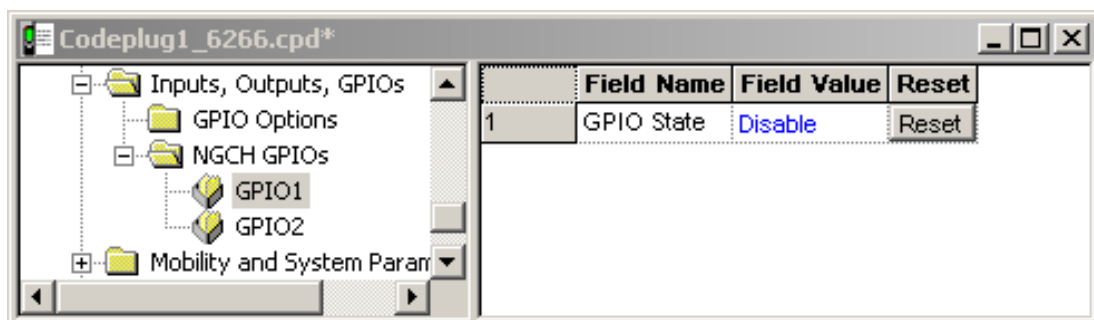 Codeplug1_6266.cpd*
Inputs, Outputs, GPIOs
GPIO Options
NGCH GPIOs
GPIO1
GPIO2
Mobility and System Param
Field Name Field Value Reset
1 GPIO State Disable Reset